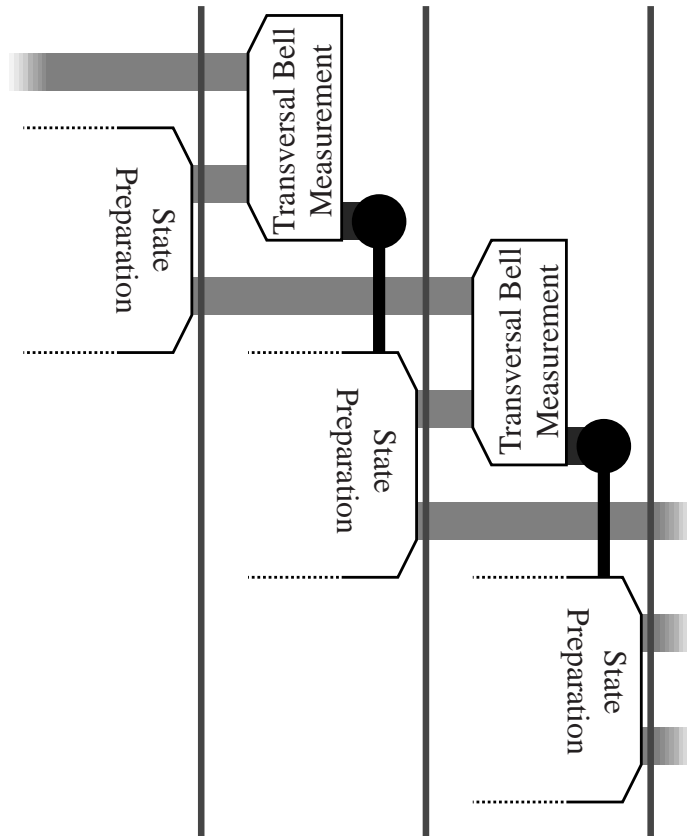 Transversal Bell
Measurement
State
Preparation
Transversal Bell
Measurement
State
Preparation
State
Preparation